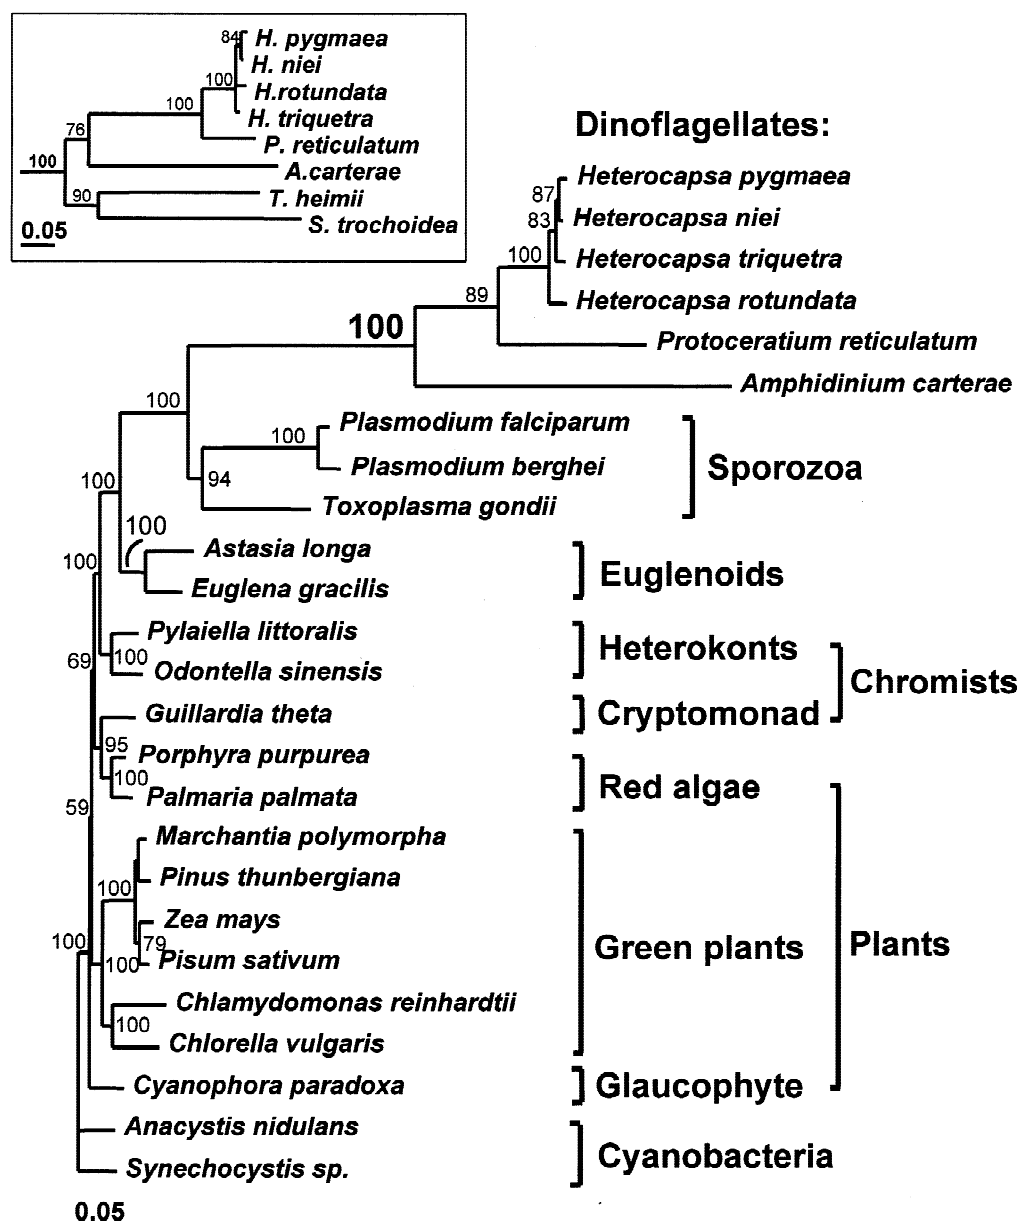 84
H. pygmaea
H. niei
100
H.rotundata
100
H. triquetra
76
P. reticulatum
100
A.carterae
90
T. heimii
S. trochoidea
0.05
Dinoflagellates:
Heterocapsa pygmaea
87
Heterocapsa niei
83
100
Heterocapsa triquetra
89
Heterocapsa rotundata
100
Protoceratium reticulatum
Amphidinium carterae
100
Plasmodium falciparum
100
Plasmodium berghei
Sporozoa
94
Toxoplasma gondii
100
100
Astasia longa
100
Euglena gracilis
Euglenoids
Pylaiella littoralis
Heterokonts
69
100
Odontella sinensis
Chromists
Guillardia theta
Cryptomonad
95
Porphyra purpurea
100
Red algae
59
Palmaria palmata
Marchantia polymorpha
100
Pinus thunbergiana
Zea mays
100
79
Green plants
Plants
100
Pisum sativum
Chlamydomonas reinhardtii
100
Chlorella vulgaris
Cyanophora paradoxa
Glaucophyte
Anacystis nidulans
Cyanobacteria
Synechocystis sp.
0.05